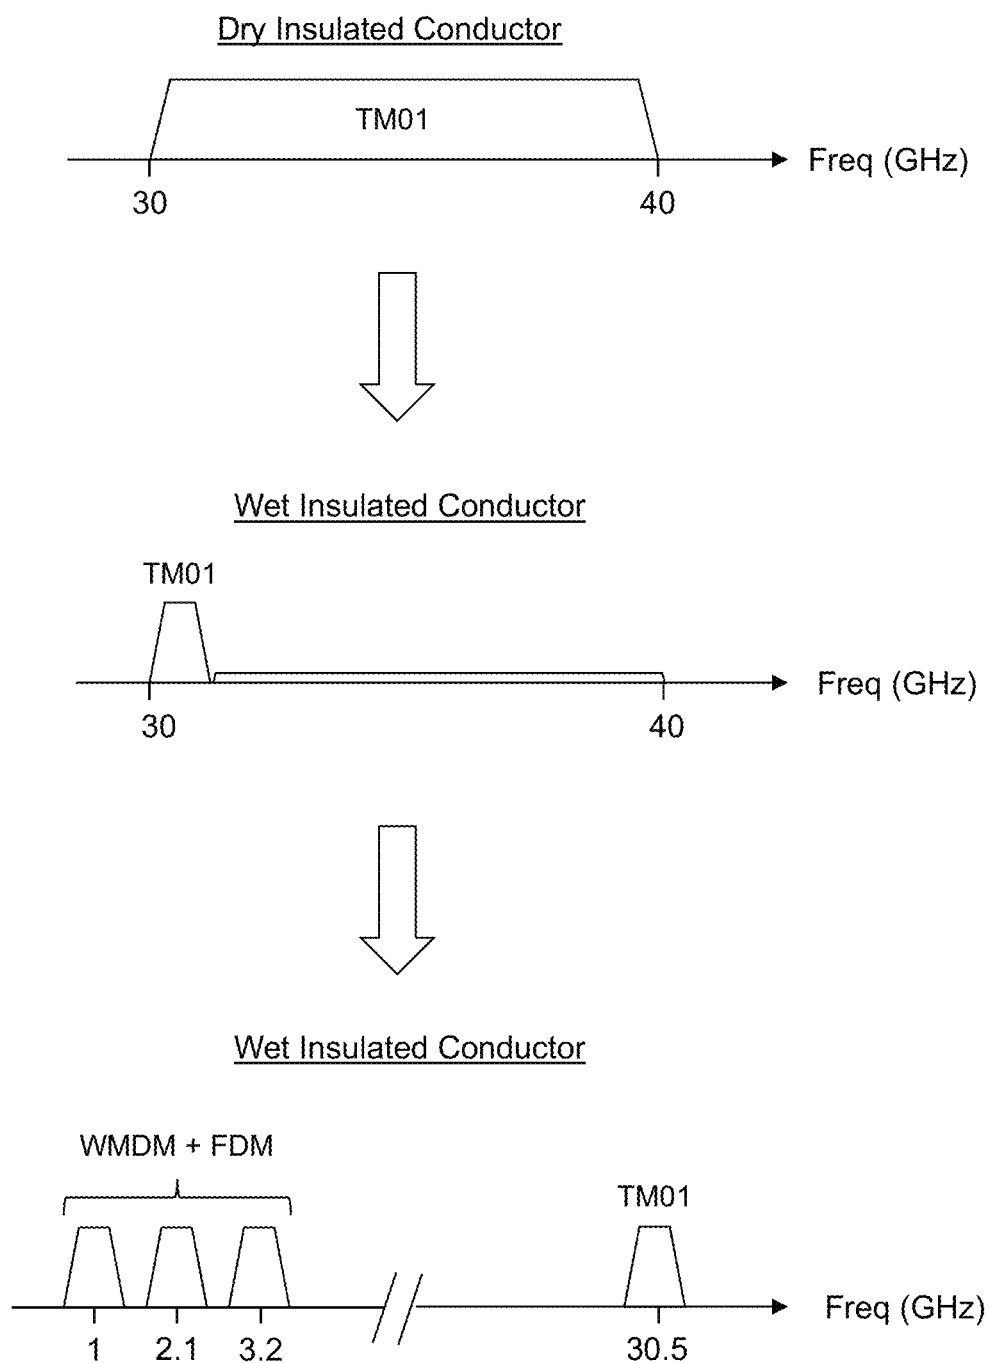 Dry Insulated Conductor
TM01
Freq (GHz)
30
40
Wet Insulated Conductor
TM01
Freq (GHz)
30
40
Wet Insulated Conductor
WMDM + FDM
TM01
Freq (GHz)
1
2.1
3.2
30.5